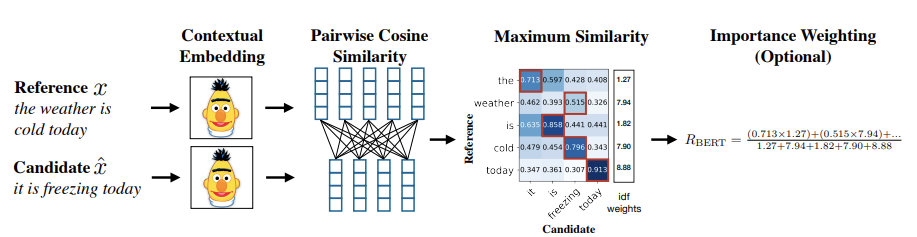 Contextual
Embedding
Pairwise Cosine
Similarity
Maximum Similarity
Importance Weighting
(Optional)
Reference x
the weather is
cold today
Candidate x̂
it is freezing today
Reference
the 0.713 0.597 0.428 0.408 1.27
weather 0.462 0.393 0.515 0.326 7.94
is 0.635 0.858 0.441 0.441 1.82
cold 0.479 0.454 0.796 0.343 7.90
today 0.347 0.361 0.307 0.913 8.88
it is freezing today
idf
weights
Candidate
R_BERT = (0.713×1.27)+(0.515×7.94)+... / 1.27+7.94+1.82+7.90+8.88